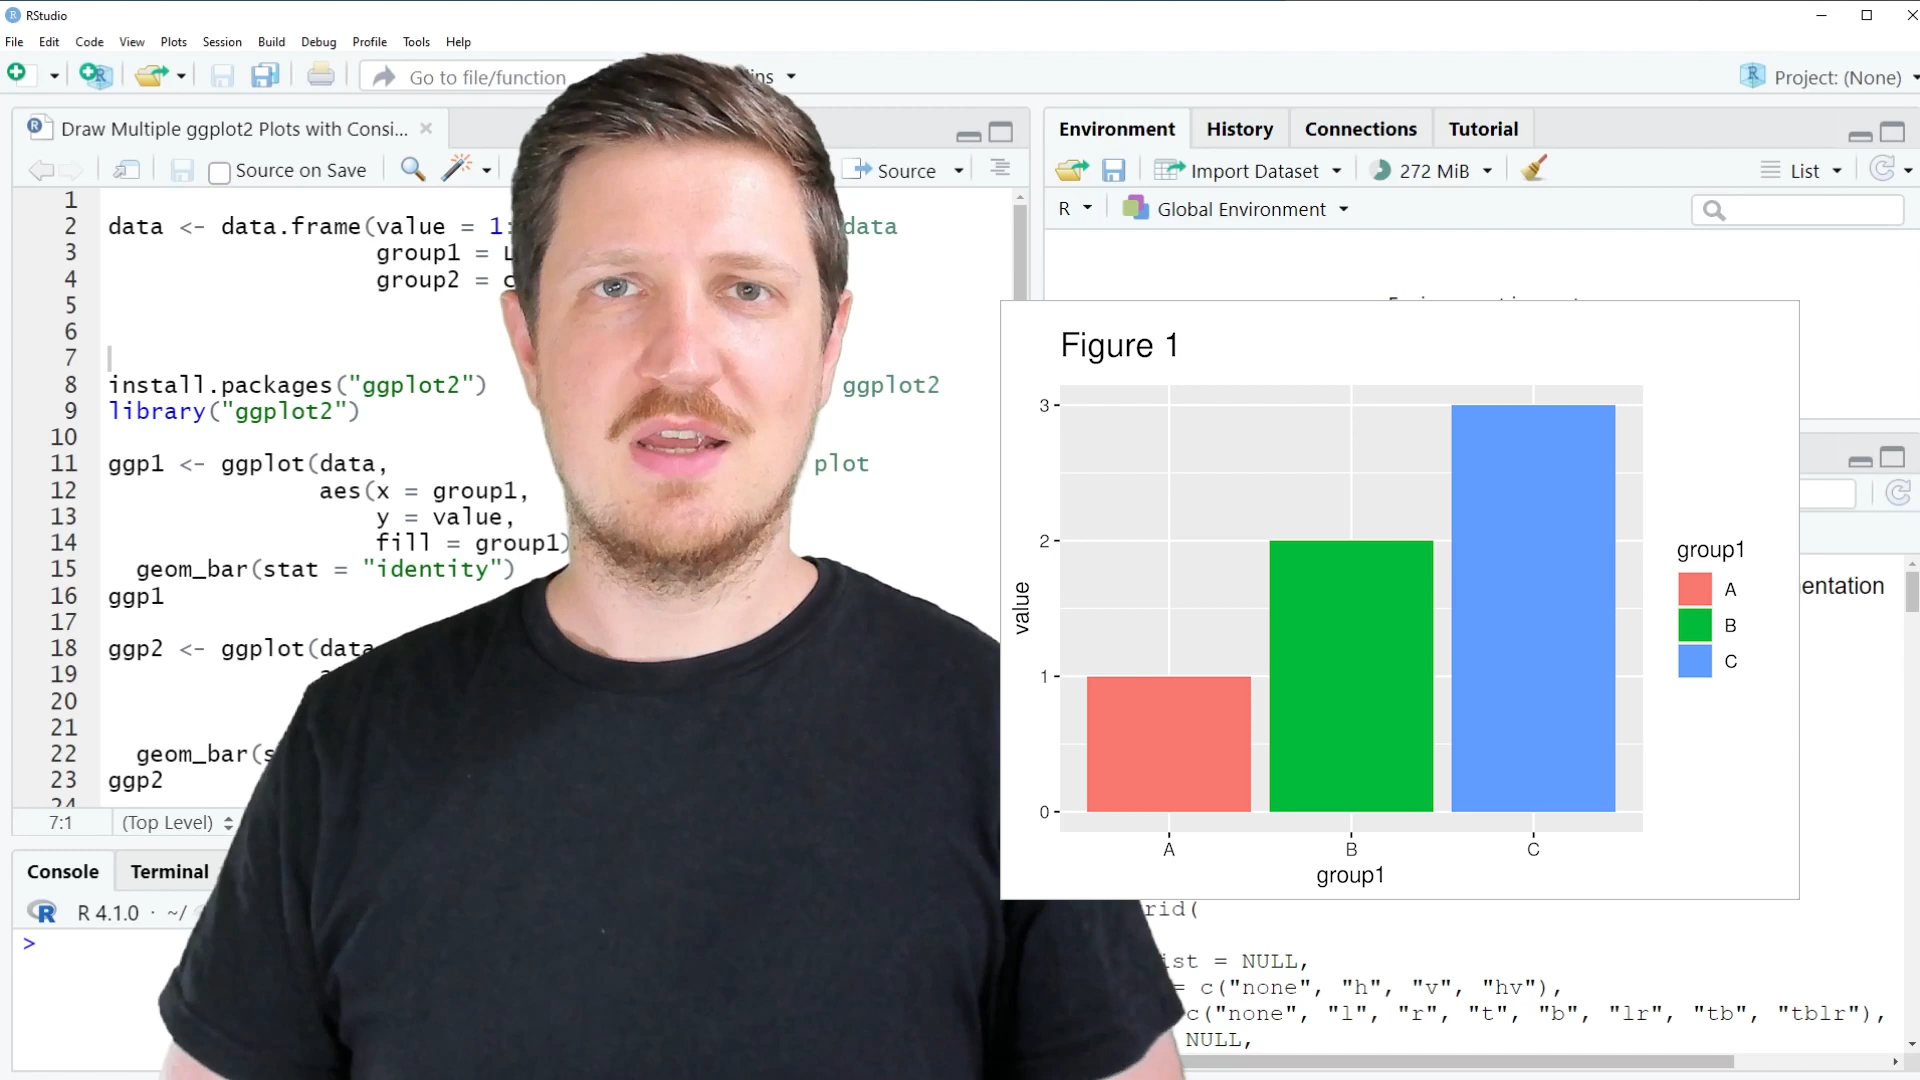 RStudio
File Edit Code View Plots Session Build Debug Profile Tools Help
Go to file/function
Project: (None)
Draw Multiple ggplot2 Plots with Consi...
Source on Save
Source
1
2 data <- data.frame(value = 1: data
3 group1 = L
4 group2 = c
5
6
7
8 install.packages("ggplot2") ggplot2
9 library("ggplot2")
10
11 ggp1 <- ggplot(data, plot
12 aes(x = group1,
13 y = value,
14 fill = group1)
15 geom_bar(stat = "identity")
16 ggp1
17
18 ggp2 <- ggplot(data
19
20
21
22 geom_bar(s
23 ggp2
24
7:1 (Top Level)
Console Terminal
R 4.1.0 · ~/
>
Environment History Connections Tutorial
Import Dataset 272 MiB List
R Global Environment
Figure 1
3
2
1
0
value
A B C
group1
group1
A
B
C
entation
rid(
ist = NULL,
= c("none", "h", "v", "hv"),
c("none", "l", "r", "t", "b", "lr", "tb", "tblr"),
NULL,